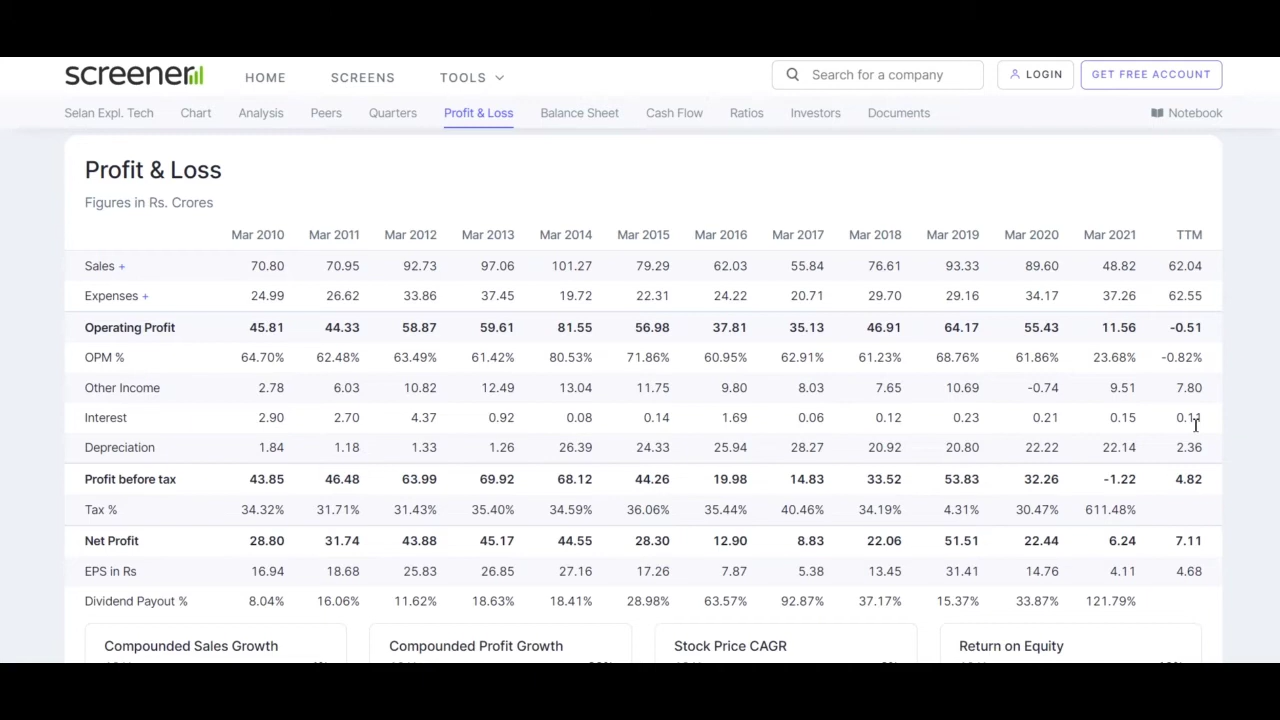 screener HOME SCREENS TOOLS Search for a company LOGIN GET FREE ACCOUNT
Selan Expl. Tech Chart Analysis Peers Quarters Profit & Loss Balance Sheet Cash Flow Ratios Investors Documents Notebook
Profit & Loss
Figures in Rs. Crores
Mar 2010 Mar 2011 Mar 2012 Mar 2013 Mar 2014 Mar 2015 Mar 2016 Mar 2017 Mar 2018 Mar 2019 Mar 2020 Mar 2021 TTM
Sales + 70.80 70.95 92.73 97.06 101.27 79.29 62.03 55.84 76.61 93.33 89.60 48.82 62.04
Expenses + 24.99 26.62 33.86 37.45 19.72 22.31 24.22 20.71 29.70 29.16 34.17 37.26 62.55
Operating Profit 45.81 44.33 58.87 59.61 81.55 56.98 37.81 35.13 46.91 64.17 55.43 11.56 -0.51
OPM % 64.70% 62.48% 63.49% 61.42% 80.53% 71.86% 60.95% 62.91% 61.23% 68.76% 61.86% 23.68% -0.82%
Other Income 2.78 6.03 10.82 12.49 13.04 11.75 9.80 8.03 7.65 10.69 -0.74 9.51 7.80
Interest 2.90 2.70 4.37 0.92 0.08 0.14 1.69 0.06 0.12 0.23 0.21 0.15 0.11
Depreciation 1.84 1.18 1.33 1.26 26.39 24.33 25.94 28.27 20.92 20.80 22.22 22.14 2.36
Profit before tax 43.85 46.48 63.99 69.92 68.12 44.26 19.98 14.83 33.52 53.83 32.26 -1.22 4.82
Tax % 34.32% 31.71% 31.43% 35.40% 34.59% 36.06% 35.44% 40.46% 34.19% 4.31% 30.47% 611.48%
Net Profit 28.80 31.74 43.88 45.17 44.55 28.30 12.90 8.83 22.06 51.51 22.44 6.24 7.11
EPS in Rs 16.94 18.68 25.83 26.85 27.16 17.26 7.87 5.38 13.45 31.41 14.76 4.11 4.68
Dividend Payout % 8.04% 16.06% 11.62% 18.63% 18.41% 28.98% 63.57% 92.87% 37.17% 15.37% 33.87% 121.79%
Compounded Sales Growth Compounded Profit Growth Stock Price CAGR Return on Equity